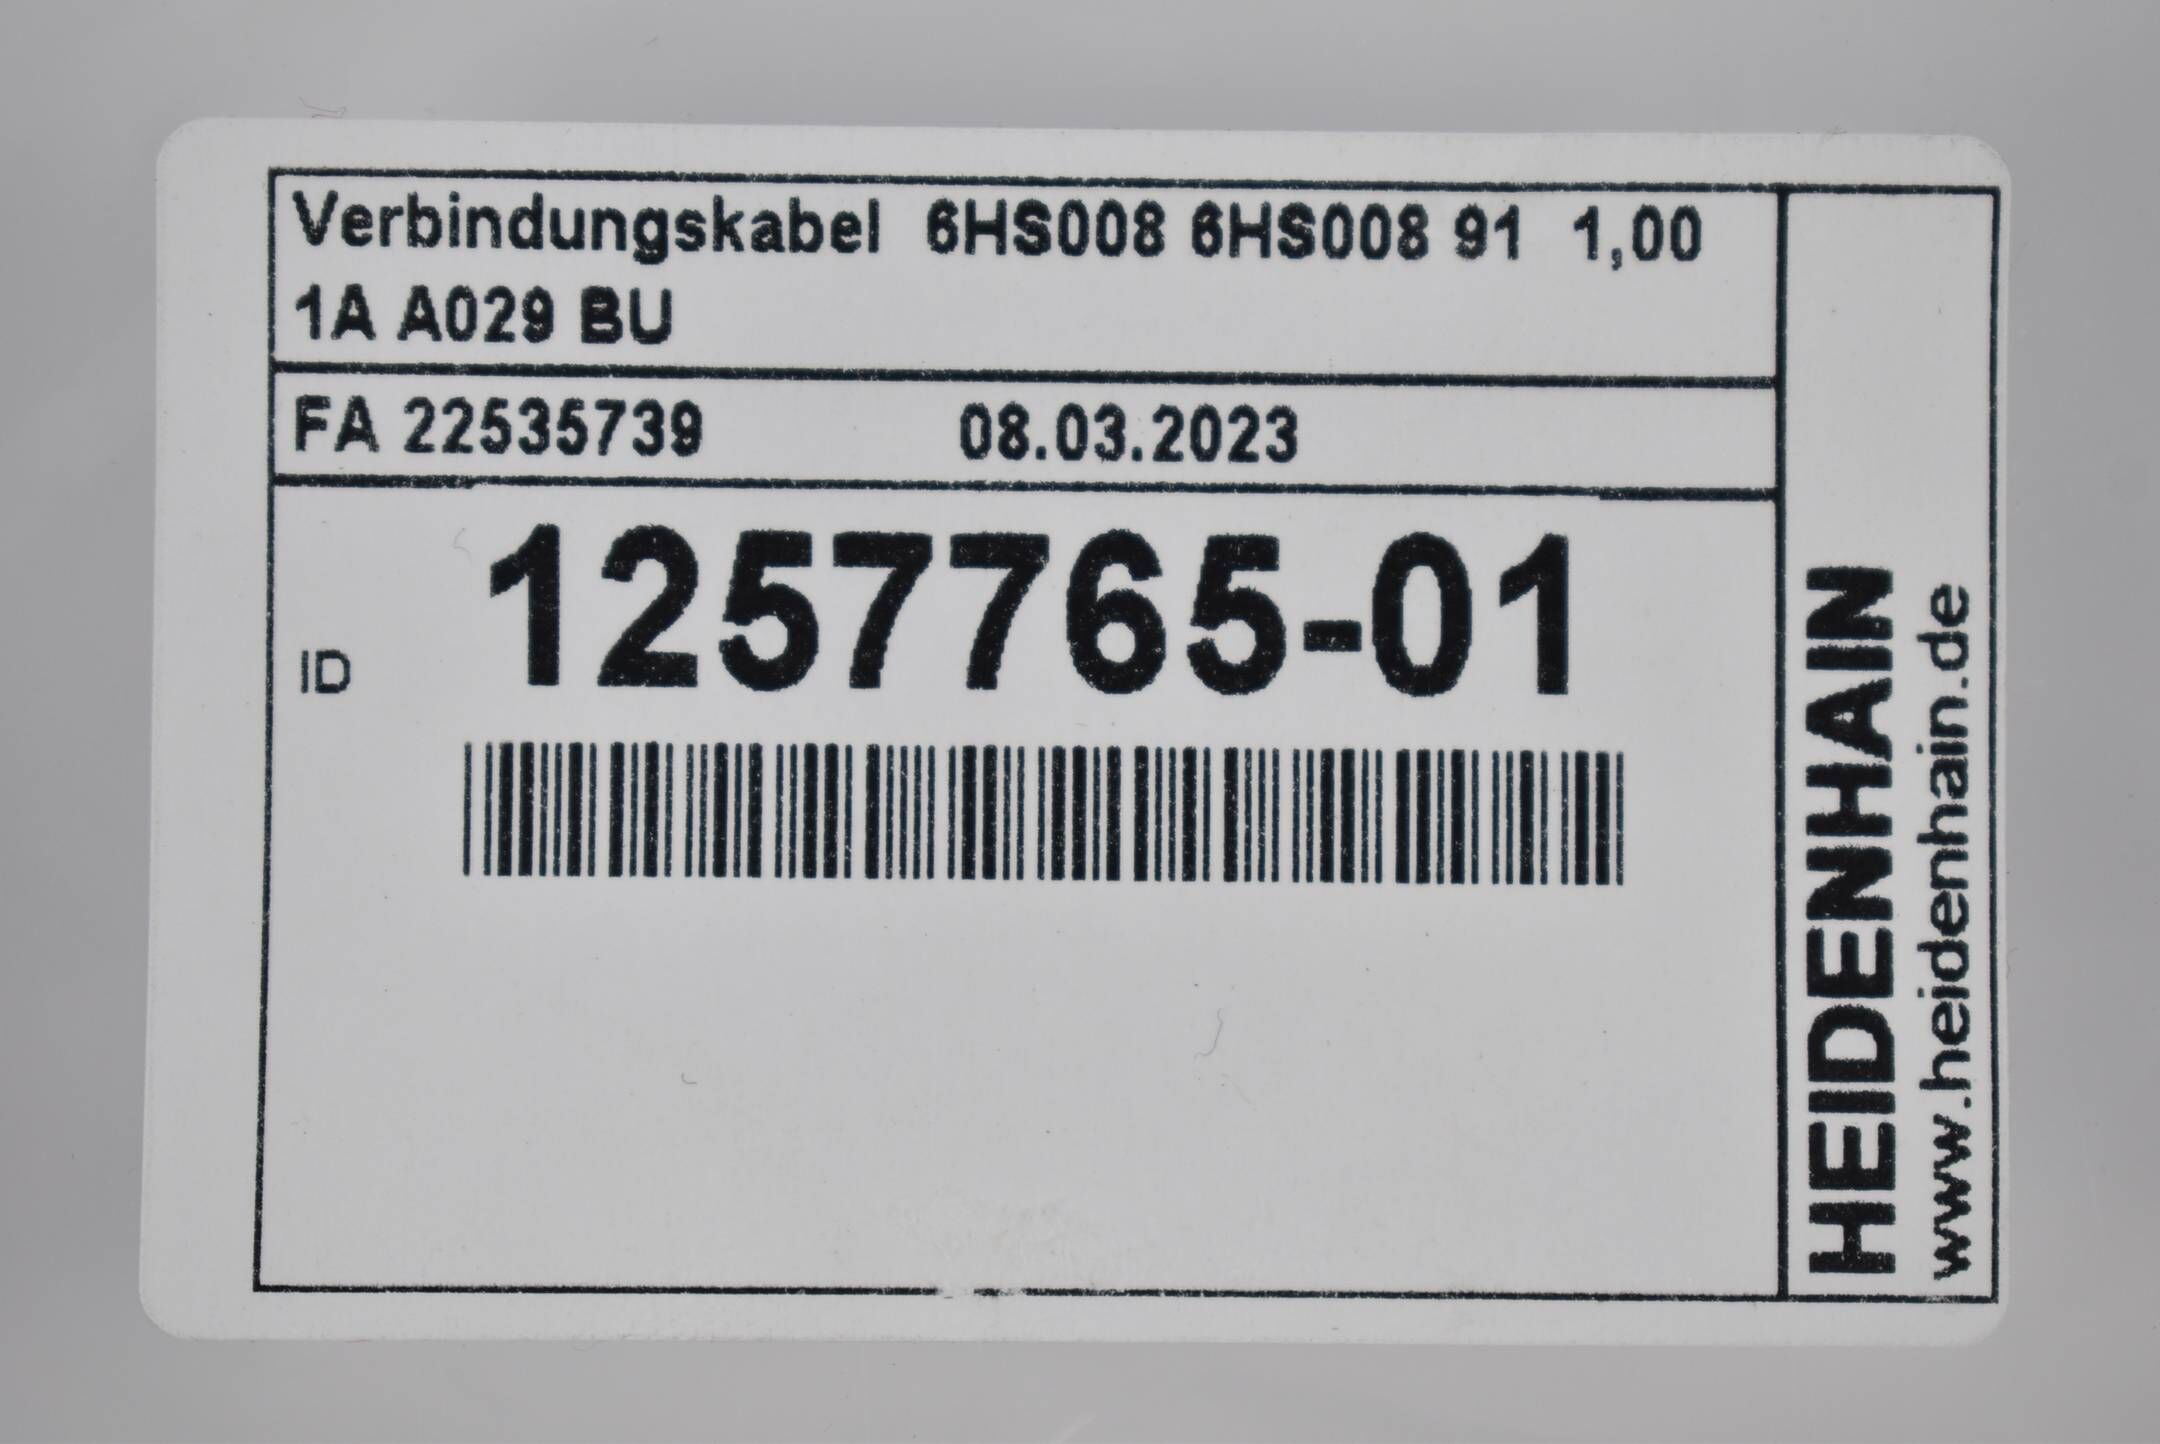 Verbindungskabel 6HS008 6HS008 91 1,00
1A A029 BU
FA 22535739 08.03.2023
ID 1257765-01
HEIDENHAIN
www.heidenhain.de